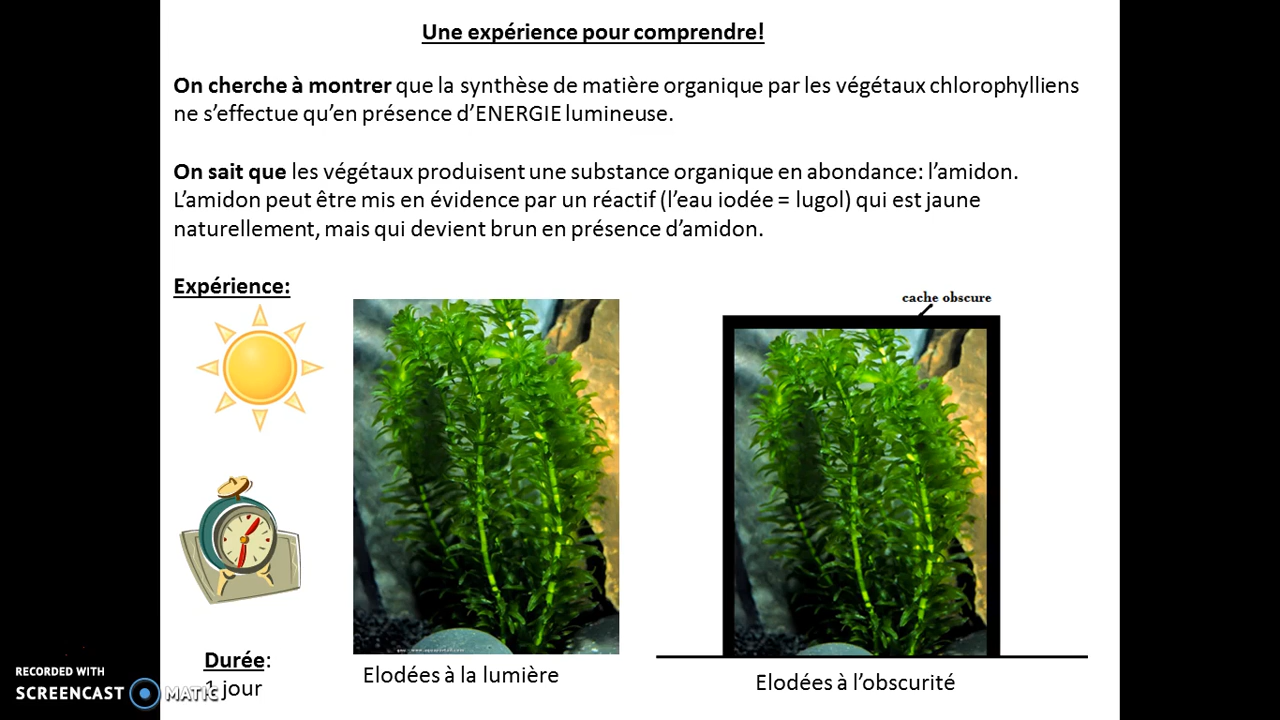 Une expérience pour comprendre!
On cherche à montrer que la synthèse de matière organique par les végétaux chlorophylliens
ne s'effectue qu'en présence d'ENERGIE lumineuse.
On sait que les végétaux produisent une substance organique en abondance: l'amidon.
L'amidon peut être mis en évidence par un réactif (l'eau iodée = lugol) qui est jaune
naturellement, mais qui devient brun en présence d'amidon.
Expérience:
cache obscure
Durée:
1 jour
Elodées à la lumière
Elodées à l'obscurité
RECORDED WITH
SCREENCAST MATIC